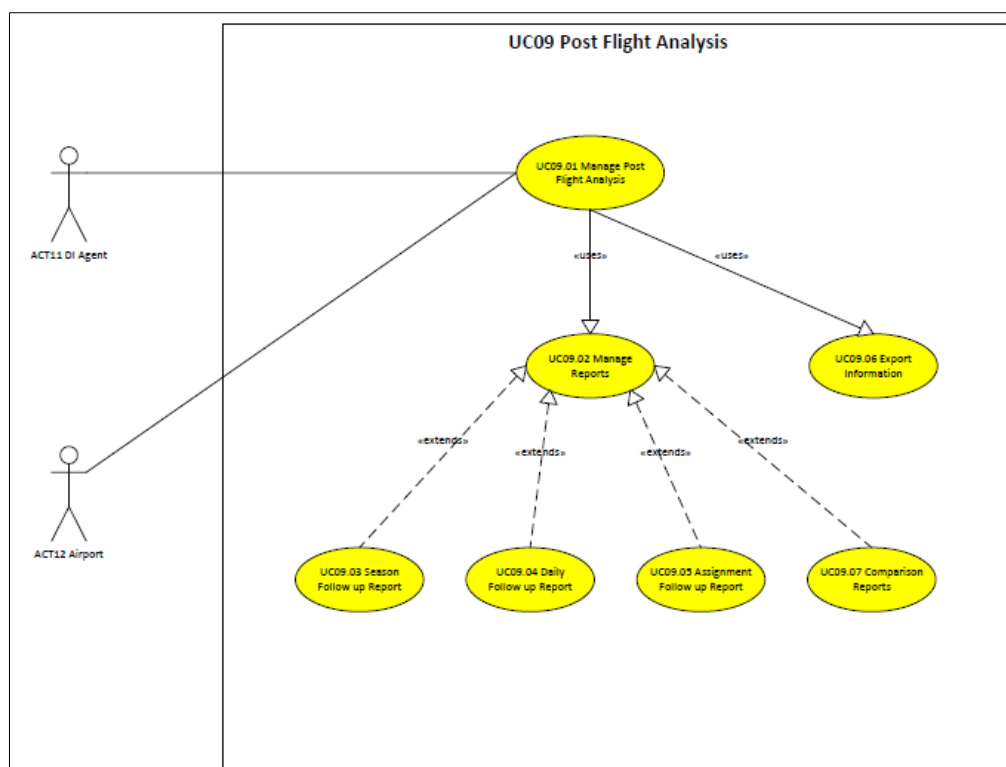 UC09 Post Flight Analysis
UC09.01 Manage Post
Flight Analysis
ACT11 DI Agent
«uses»
«uses»
UC09.02 Manage
Reports
UC09.06 Export
Information
«extends»
«extends»
«extends»
«extends»
ACT12 Airport
UC09.03 Season
Follow up Report
UC09.04 Daily
Follow up Report
UC09.05 Assignment
Follow up Report
UC09.07 Comparison
Reports